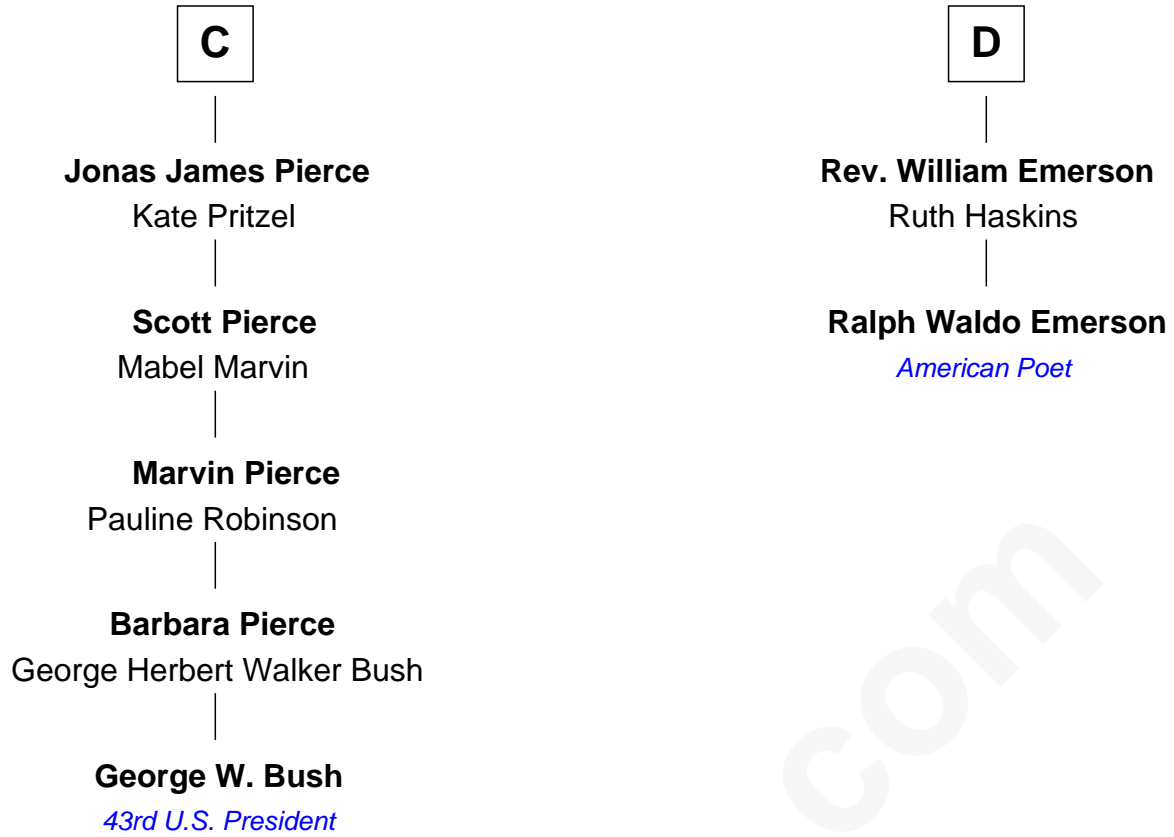 C
Jonas James Pierce
Kate Pritzel
Scott Pierce
Mabel Marvin
Marvin Pierce
Pauline Robinson
Barbara Pierce
George Herbert Walker Bush
George W. Bush
43rd U.S. President
D
Rev. William Emerson
Ruth Haskins
Ralph Waldo Emerson
American Poet
com